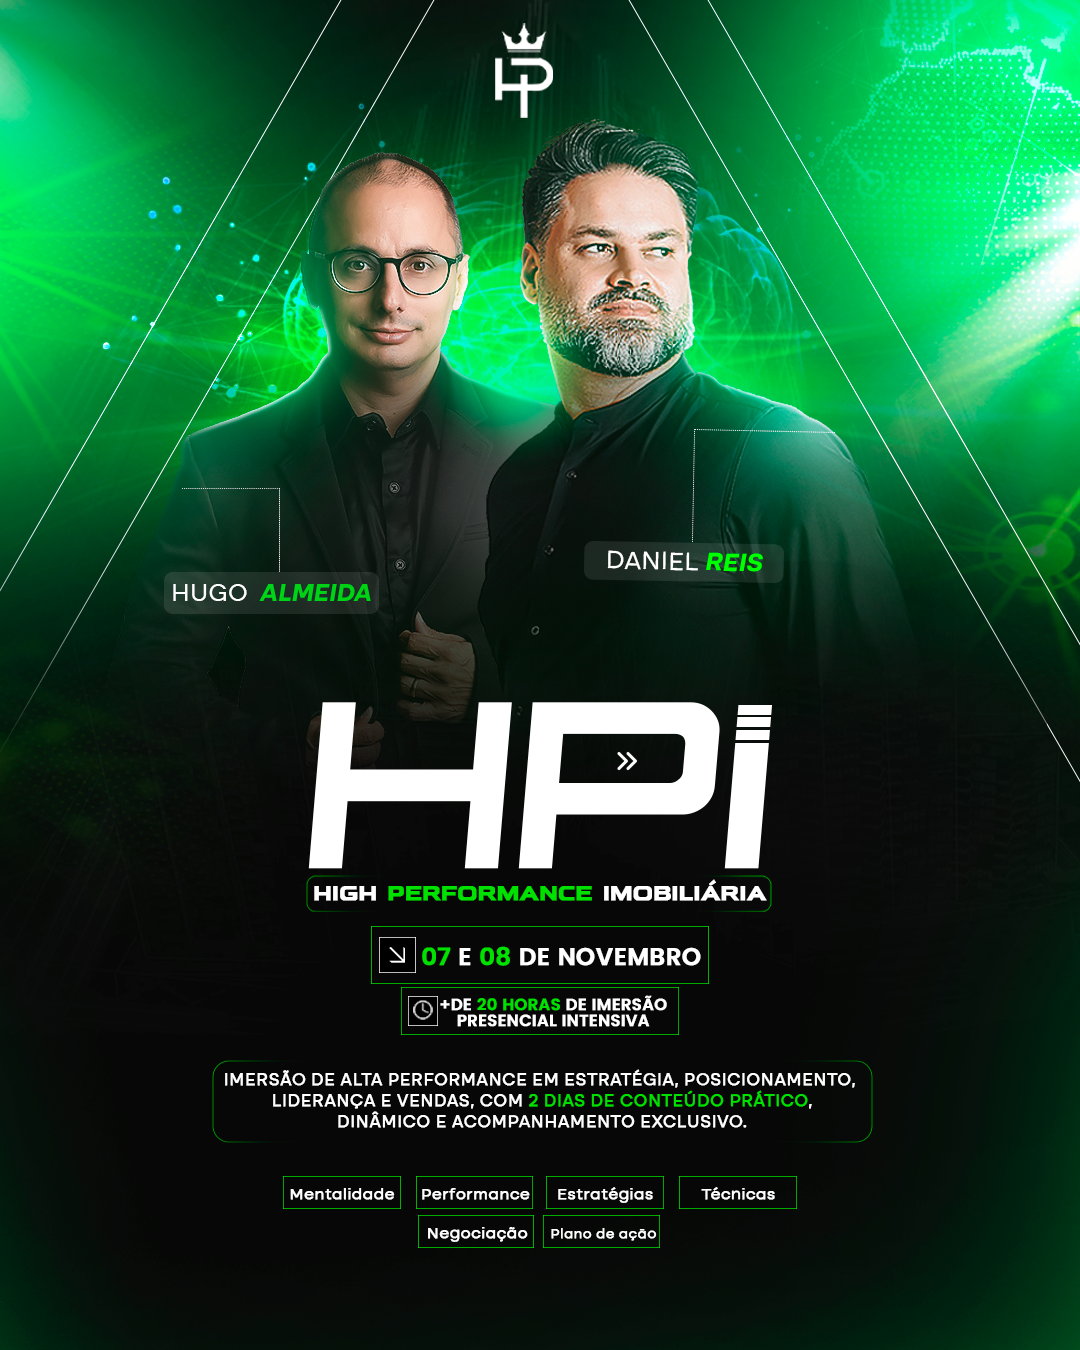 HP
HUGO ALMEIDA
DANIEL REIS
HPI
HIGH PERFORMANCE IMOBILIÁRIA
07 E 08 DE NOVEMBRO
+DE 20 HORAS DE IMERSÃO
PRESENCIAL INTENSIVA
IMERSÃO DE ALTA PERFORMANCE EM ESTRATÉGIA, POSICIONAMENTO,
LIDERANÇA E VENDAS, COM 2 DIAS DE CONTEÚDO PRÁTICO,
DINÂMICO E ACOMPANHAMENTO EXCLUSIVO.
Mentalidade Performance Estratégias Técnicas
Negociação Plano de ação